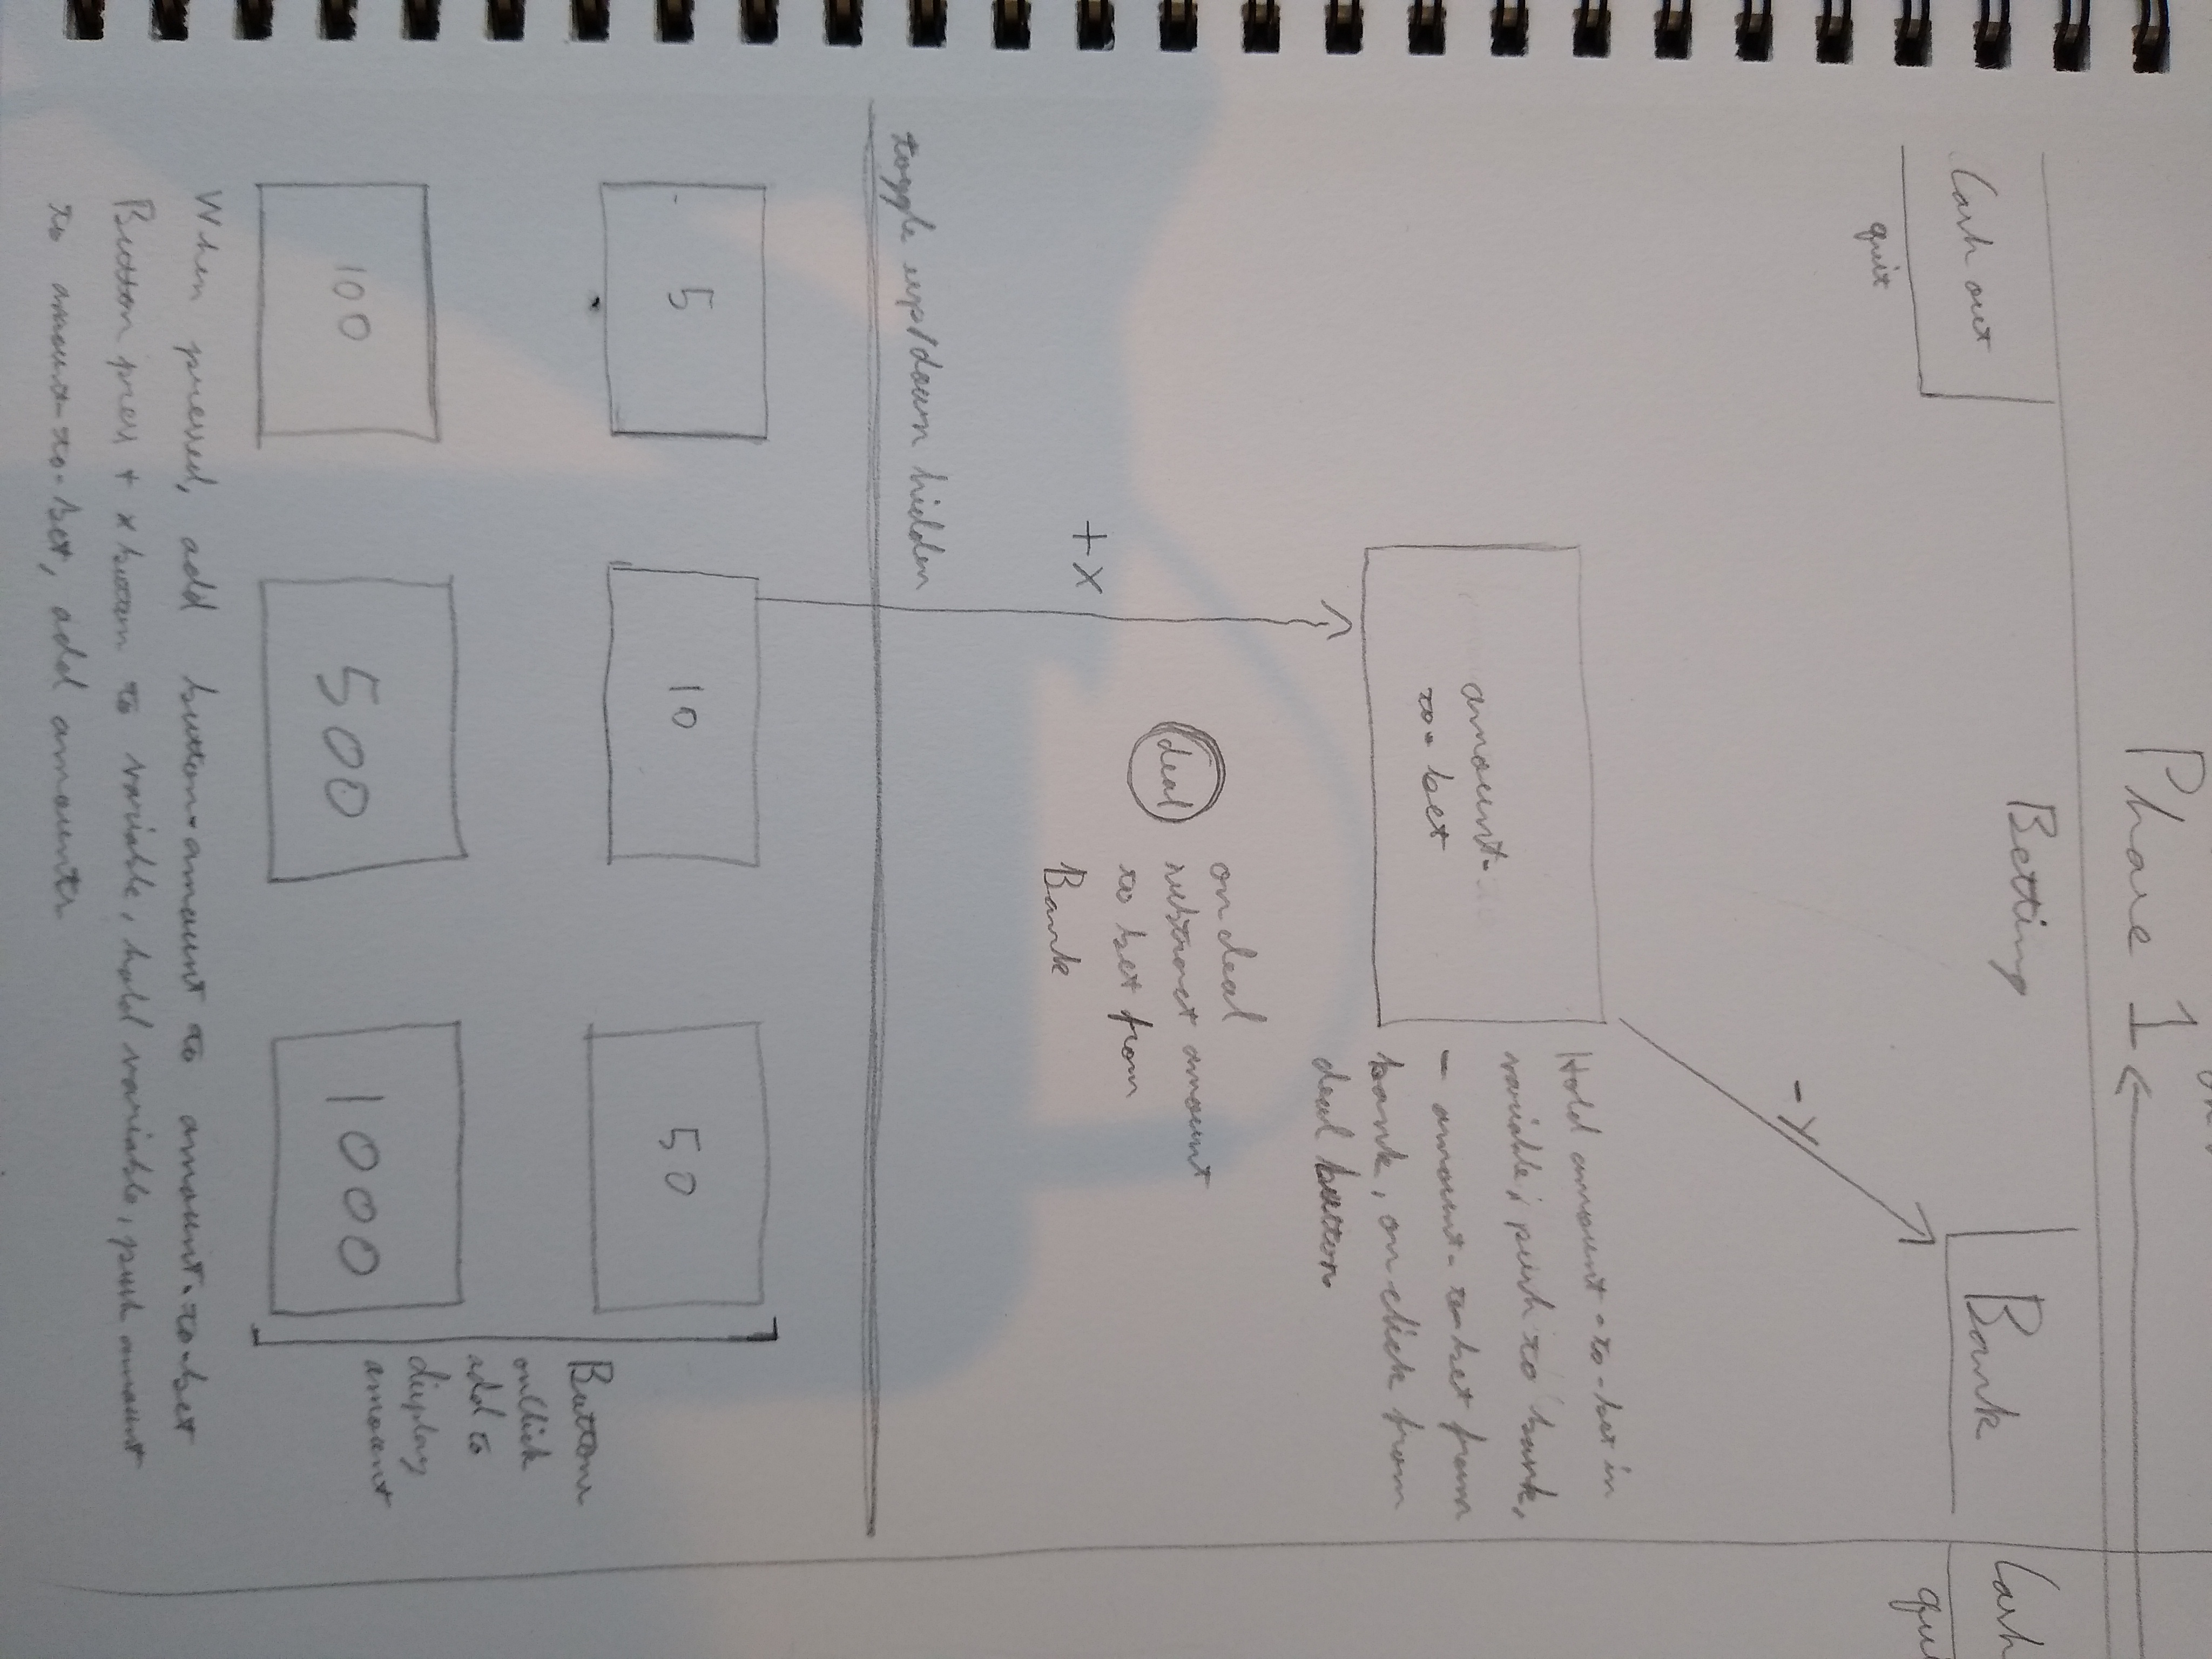 Phase 1
Betting
Cash out
quit
Bank
Cash
-Y
amount-
to-bet
Hold amount-to-bet in
variable, push to bank,
- amount-to-bet from
bank, on click from
deal button
+X
deal
on deal
subtract amount
to bet from
Bank
toggle up/down hidden
5
10
50
100
500
1000
Buttons
onclick
add to
display
amount
When pressed, add button-amount to amount-to-bet
Button press + x button to variable, hold variable, push amount
to amount-to-bet, add amounts